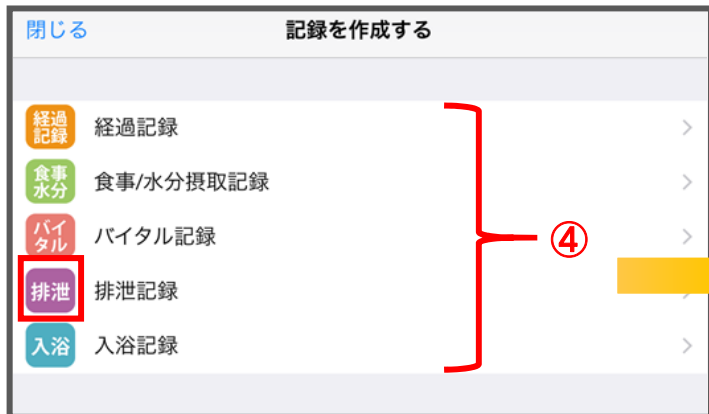 閉じる 記録を作成する
経過記録 経過記録
食事水分 食事/水分摂取記録
バイタル バイタル記録
④
排泄 排泄記録
入浴 入浴記録